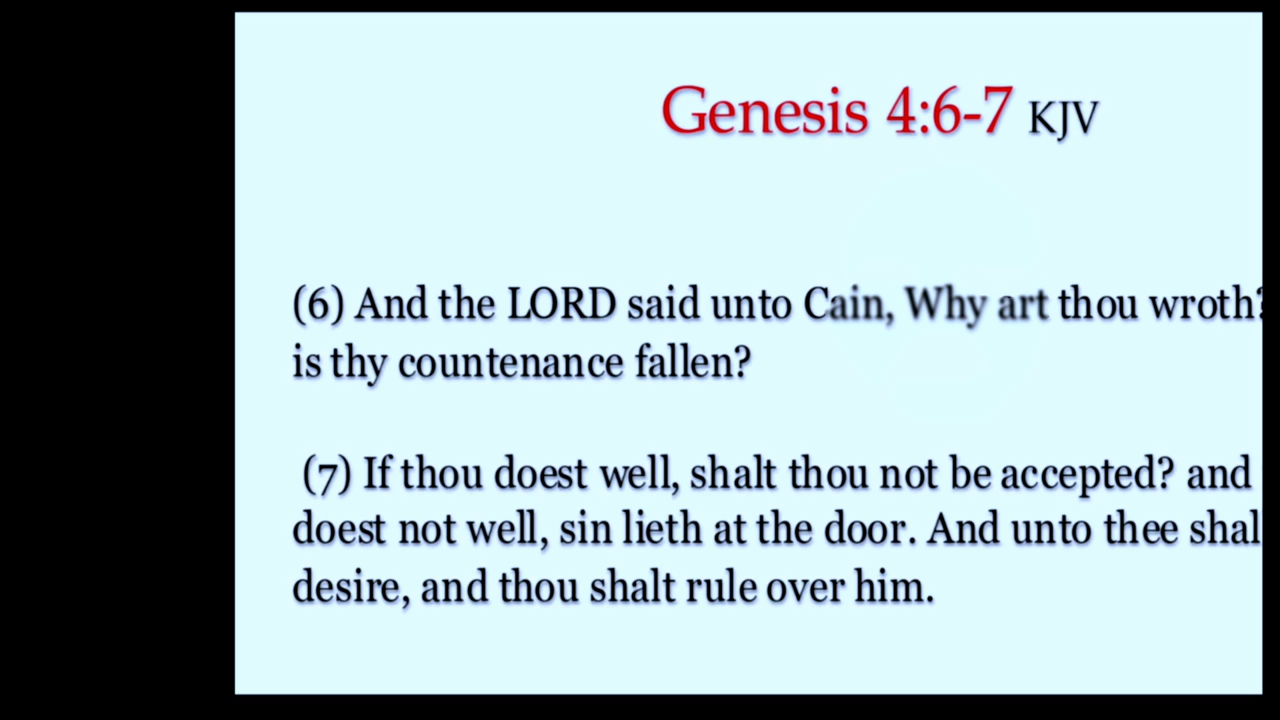 Genesis 4:6-7 KJV
(6) And the LORD said unto Cain, Why art thou wroth?
is thy countenance fallen?
(7) If thou doest well, shalt thou not be accepted? and
doest not well, sin lieth at the door. And unto thee shal
desire, and thou shalt rule over him.